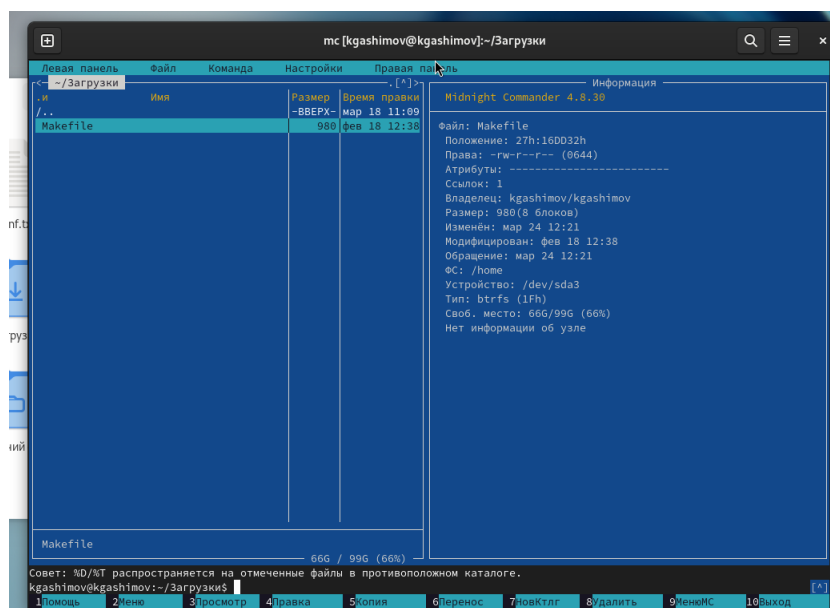 mc [kgashimov@kgashimov]:~/Загрузки
Левая панель Файл Команда Настройки Правая панель
<— ~/Загрузки .[^]>
.и Имя Размер Время правки
/.. -ВВЕРХ- мар 18 11:09
Makefile 980 фев 18 12:38
Makefile
66G / 99G (66%)
Информация
Midnight Commander 4.8.30
Файл: Makefile
Положение: 27h:16DD32h
Права: -rw-r--r-- (0644)
Атрибуты: -------------------------
Ссылок: 1
Владелец: kgashimov/kgashimov
Размер: 980(8 блоков)
Изменён: мар 24 12:21
Модифицирован: фев 18 12:38
Обращение: мар 24 12:21
ФС: /home
Устройство: /dev/sda3
Тип: btrfs (1Fh)
Своб. место: 66G/99G (66%)
Нет информации об узле
Совет: %D/%T распространяется на отмеченные файлы в противоположном каталоге.
kgashimov@kgashimov:~/Загрузки$ [^]
1Помощь 2Меню 3Просмотр 4Правка 5Копия 6Перенос 7НовКтлг 8Удалить 9МенюMC 10Выход